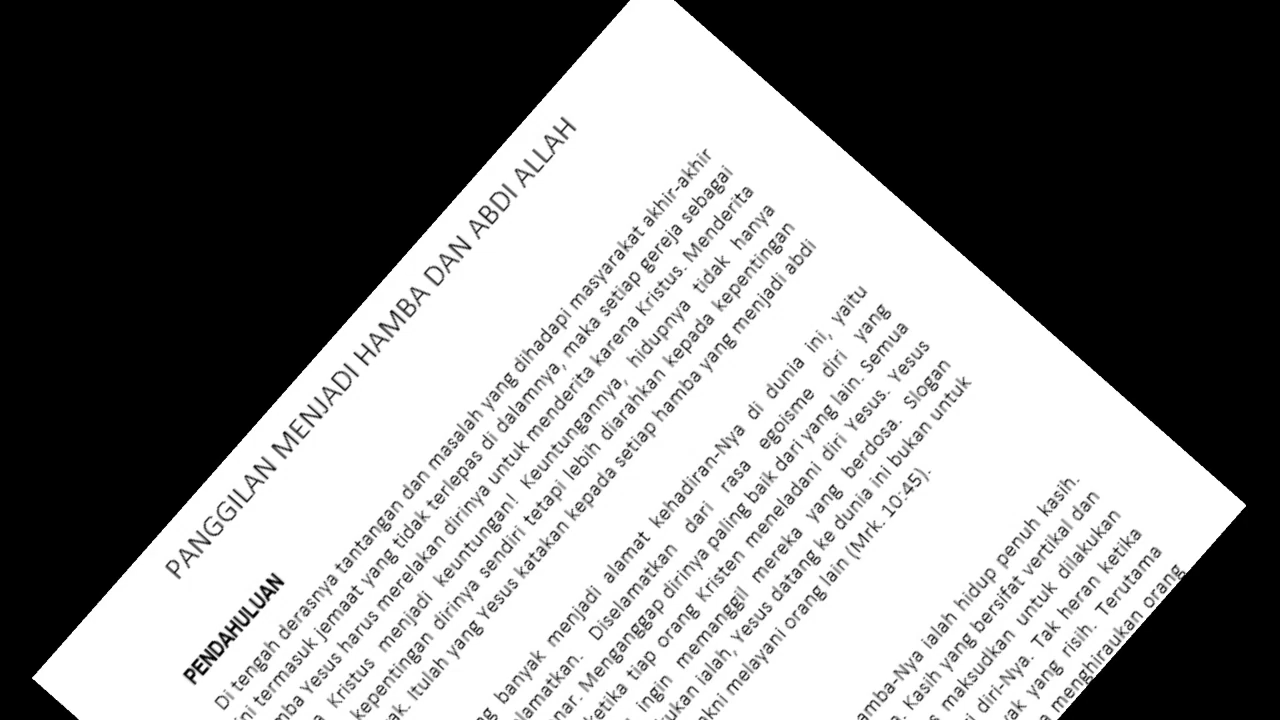 PANGGILAN MENJADI HAMBA DAN ABDI ALLAH
PENDAHULUAN
Di tengah derasnya tantangan dan masalah yang dihadapi masyarakat akhir-akhir
ini termasuk jemaat yang tidak terlepas di dalamnya, maka setiap gereja sebagai
Yesus harus merelakan dirinya untuk menderita karena Kristus. Menderita
Kristus menjadi keuntungan! Keuntungannya, hidupnya tidak hanya
kepentingan dirinya sendiri tetapi lebih diarahkan kepada kepentingan
Itulah yang Yesus katakan kepada setiap hamba yang menjadi abdi
banyak menjadi alamat kehadiran-Nya di dunia ini, yaitu
Diselamatkan dari rasa egoisme diri yang
Menganggap dirinya paling baik dari yang lain. Semua
ketika tiap orang Kristen meneladani diri Yesus. Yesus
ingin memanggil mereka yang berdosa. Slogan
ialah, Yesus datang ke dunia ini bukan untuk
melayani orang lain (Mrk. 10:45).
ialah hidup penuh kasih.
Kasih yang bersifat vertikal dan
maksudkan untuk dilakukan
diri-Nya. Tak heran ketika
yang risih. Terutama
menghiraukan orang